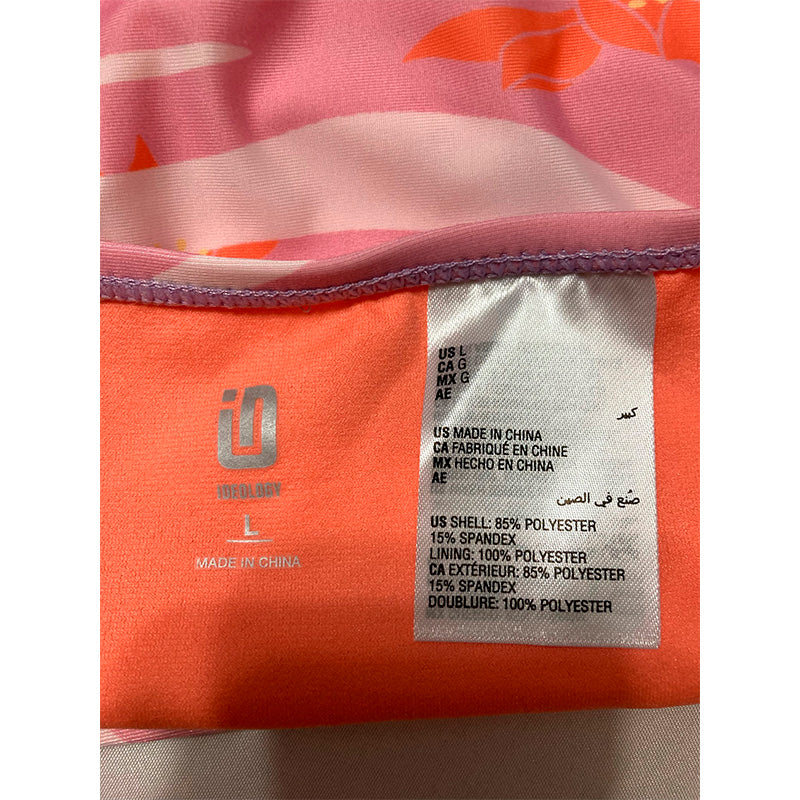 ID
IDEOLOGY
L
MADE IN CHINA
US L
CA G
MX G
AE
كبير
US MADE IN CHINA
CA FABRIQUÉ EN CHINE
MX HECHO EN CHINA
AE
صُنع في الصين
US SHELL: 85% POLYESTER
15% SPANDEX
LINING: 100% POLYESTER
CA EXTÉRIEUR: 85% POLYESTER
15% SPANDEX
DOUBLURE: 100% POLYESTER